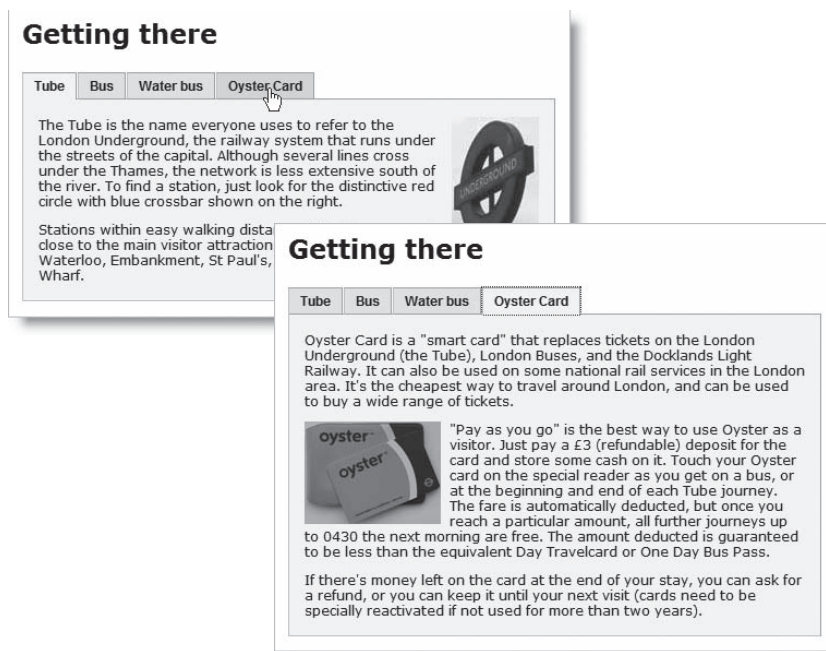 Getting there
Tube Bus Water bus Oyster Card
The Tube is the name everyone uses to refer to the
London Underground, the railway system that runs under
the streets of the capital. Although several lines cross
under the Thames, the network is less extensive south of
the river. To find a station, just look for the distinctive red
circle with blue crossbar shown on the right.
UNDERGROUND
Stations within easy walking
close to the main visitor
Waterloo, Embankment, St Paul's,
Wharf.
Getting there
Tube Bus Water bus Oyster Card
Oyster Card is a "smart card" that replaces tickets on the London
Underground (the Tube), London Buses, and the Docklands Light
Railway. It can also be used on some national rail services in the London
area. It's the cheapest way to travel around London, and can be used
to buy a wide range of tickets.
oyster
oyster
"Pay as you go" is the best way to use Oyster as a
visitor. Just pay a £3 (refundable) deposit for the
card and store some cash on it. Touch your Oyster
card on the special reader as you get on a bus, or
at the beginning and end of each Tube journey.
The fare is automatically deducted, but once you
reach a particular amount, all further journeys up
to 0430 the next morning are free. The amount deducted is guaranteed
to be less than the equivalent Day Travelcard or One Day Bus Pass.
If there's money left on the card at the end of your stay, you can ask for
a refund, or you can keep it until your next visit (cards need to be
specially reactivated if not used for more than two years).